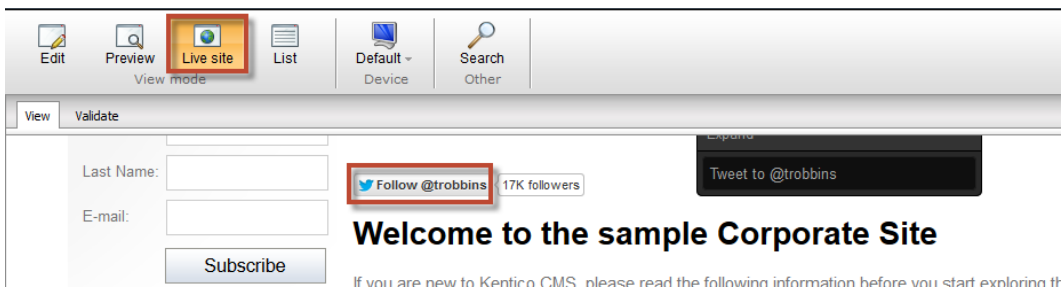 Edit Preview Live site List Default Search
View mode Device Other
View Validate
Expand
Last Name:
Tweet to @trobbins
Follow @trobbins 17K followers
E-mail:
Welcome to the sample Corporate Site
Subscribe
If you are new to Kentico CMS, please read the following information before you start exploring